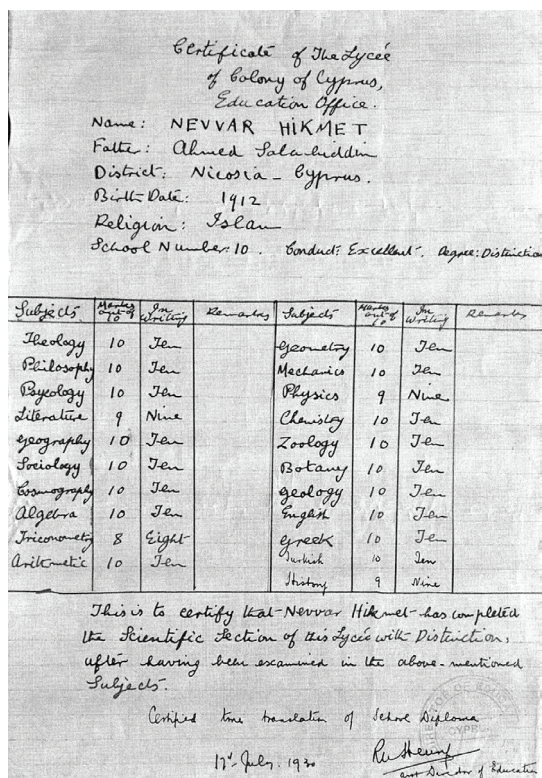 Certificate of The Lycée
of Colony of Cyprus,
Education Office.
Name: NEVVAR HIKMET
Father: Ahmed Salahiddin
District: Nicosia - Cyprus.
Birth Date: 1912
Religion: Islam
School Number: 10. Conduct: Excellent. Degree: Distinction
Subjects Marks out of 10 In Writing Remarks Subjects Marks out of 10 In Writing Remarks
Theology 10 Ten Geometry 10 Ten
Philosophy 10 Ten Mechanics 10 Ten
Psycology 10 Ten Physics 9 Nine
Literature 9 Nine Chemistry 10 Ten
Geography 10 Ten Zoology 10 Ten
Sociology 10 Ten Botany 10 Ten
Cosmography 10 Ten Geology 10 Ten
Algebra 10 Ten English 10 Ten
Triconometry 8 Eight Greek 10 Ten
Arithmetic 10 Ten Turkish 10 Ten
History 9 Nine
This is to certify that Nevvar Hikmet has completed
the Scientific Section of this Lycée with Distinction,
after having been examined in the above-mentioned
Subjects.
Certified true translation of School Diploma
17th July: 1930
Director of Education
CYPRUS